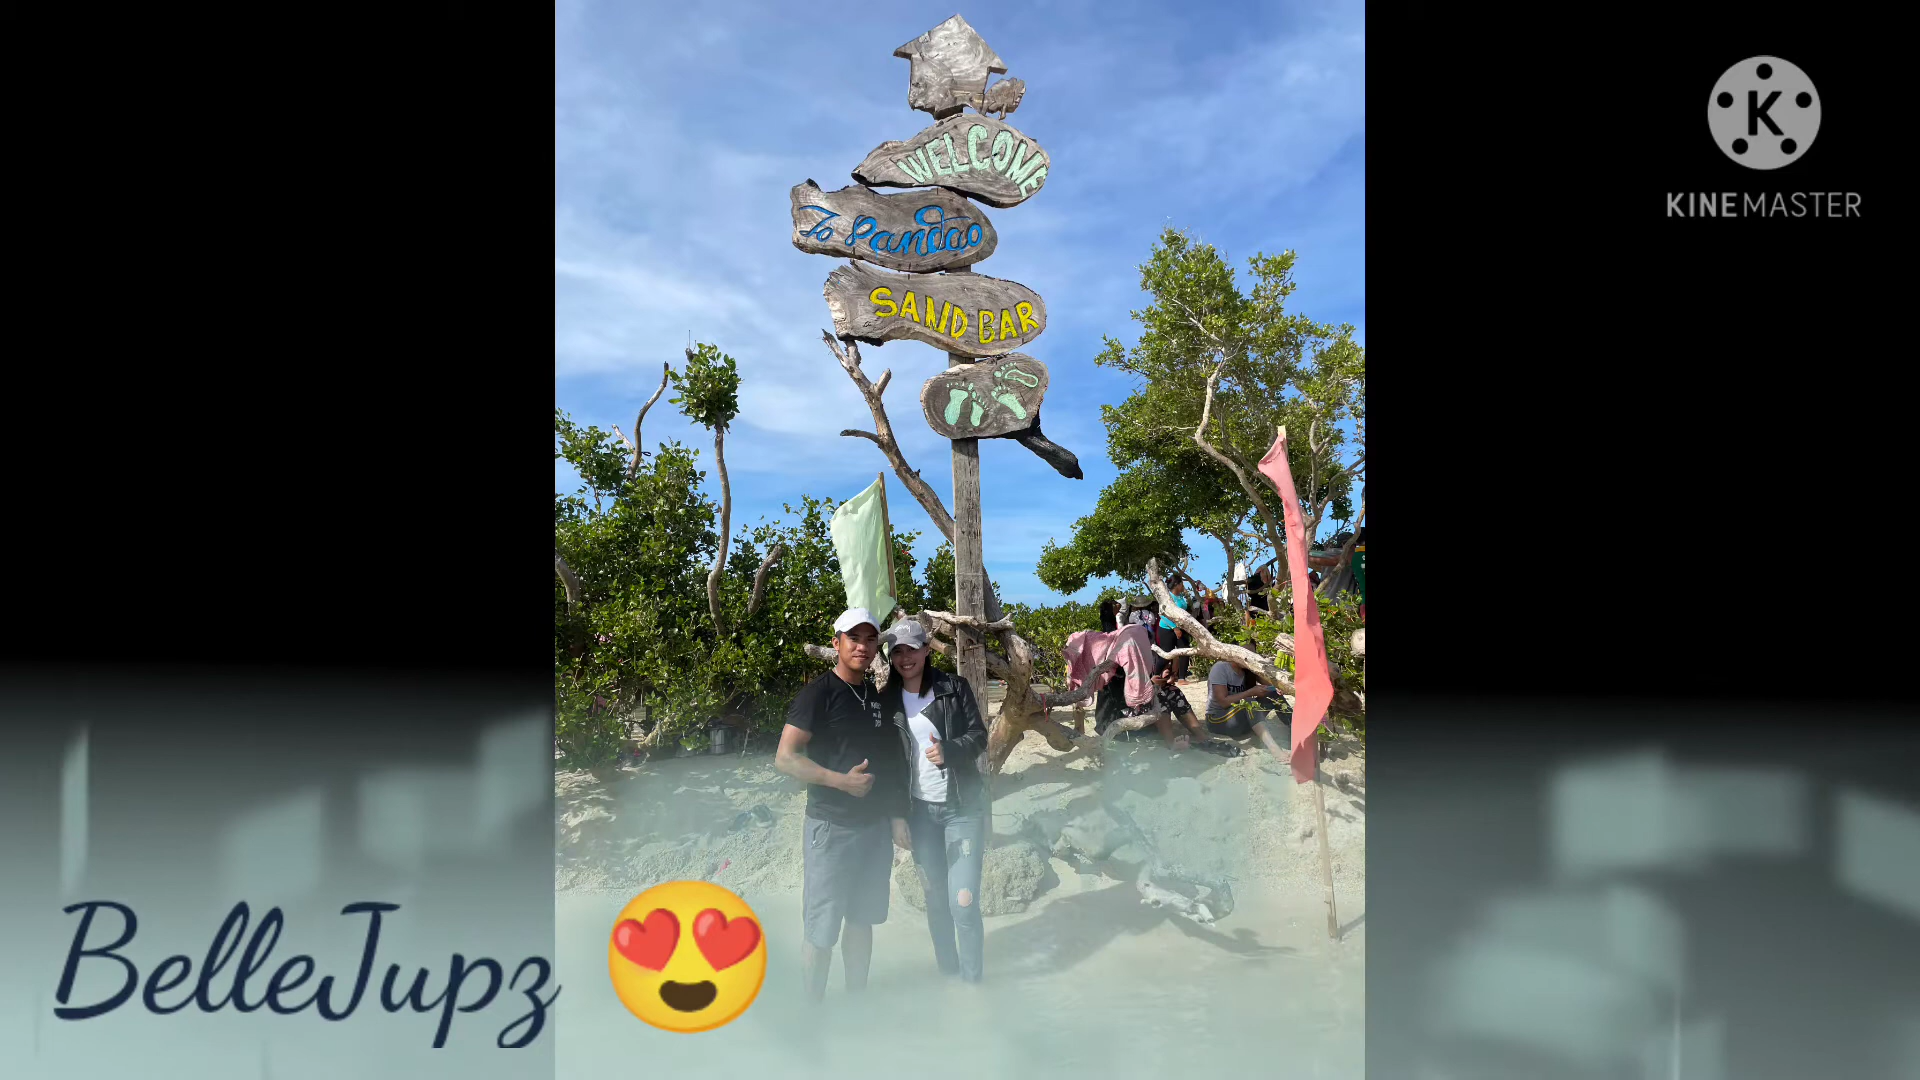 WELCOME
To Pandao
SAND BAR
K
KINEMASTER
BelleJupz